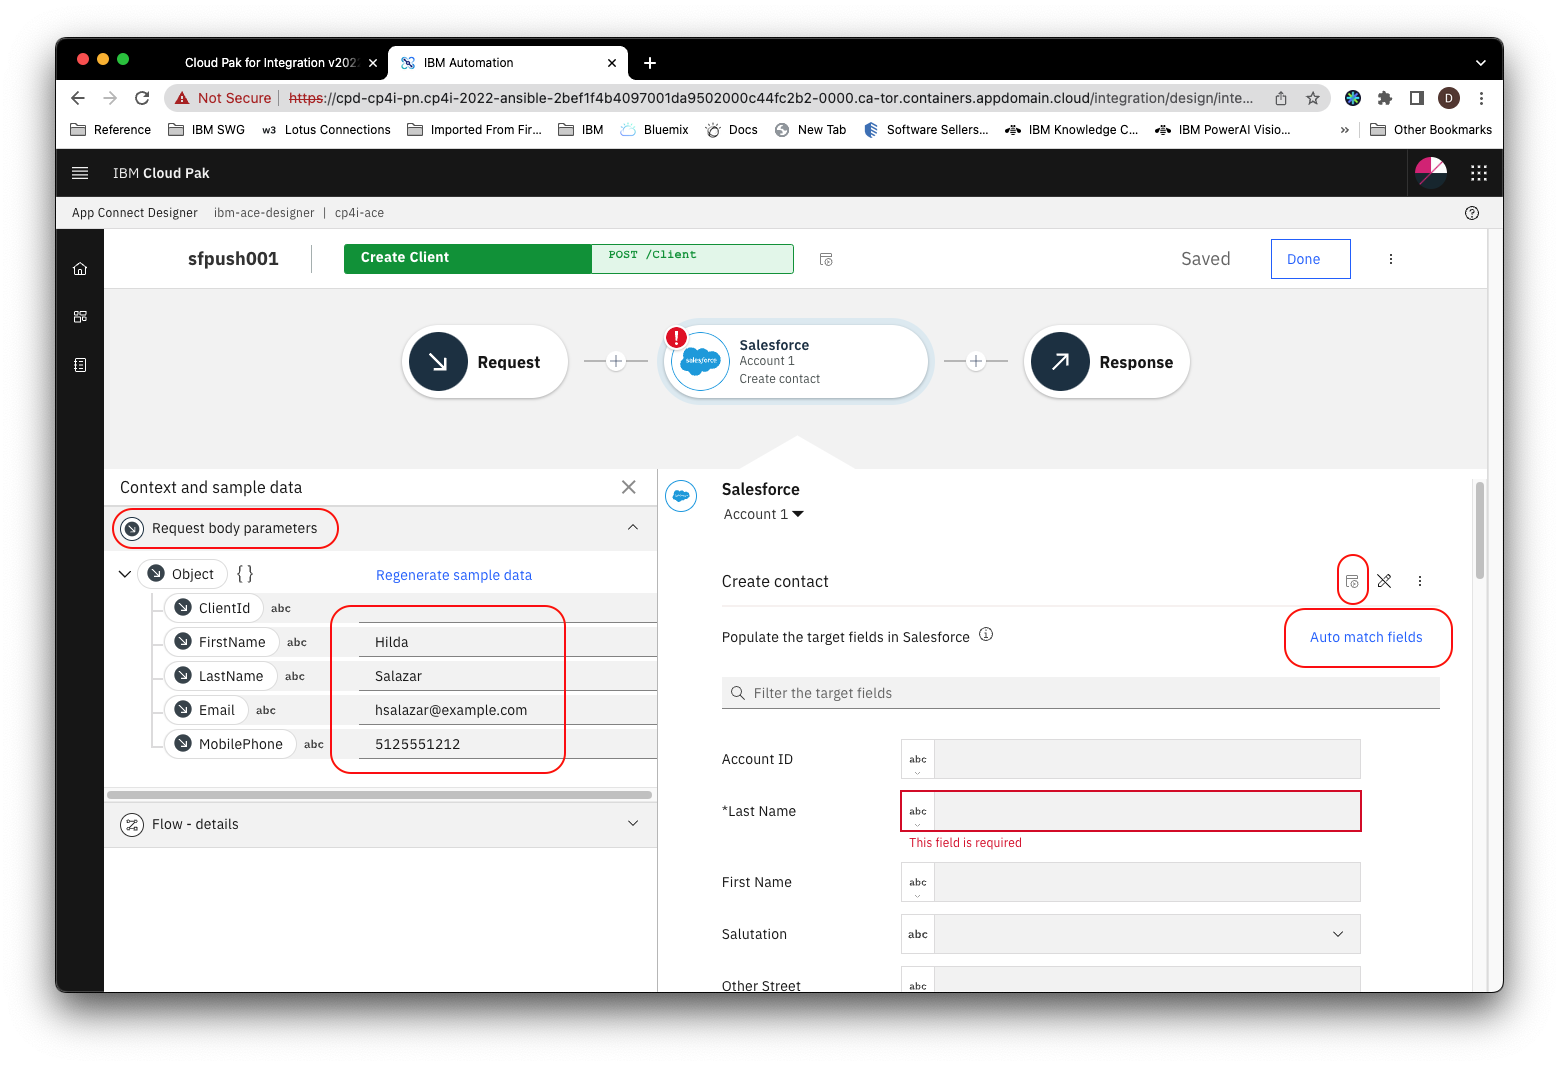 Cloud Pak for Integration v202
IBM Automation
Not Secure
https://cpd-cp4i-pn.cp4i-2022-ansible-2bef1f4b4097001da9502000c44fc2b2-0000.ca-tor.containers.appdomain.cloud/integration/design/inte...
D
Reference
IBM SWG
w3 Lotus Connections
Imported From Fir...
IBM
Bluemix
Docs
New Tab
Software Sellers...
IBM Knowledge C...
IBM PowerAI Visio...
»
Other Bookmarks
IBM Cloud Pak
App Connect Designer
ibm-ace-designer | cp4i-ace
sfpush001
Create Client
POST /Client
Saved
Done
Request
!
salesforce
Salesforce
Account 1
Create contact
Response
Context and sample data
Request body parameters
Object { }
Regenerate sample data
ClientId abc
FirstName abc Hilda
LastName abc Salazar
Email abc hsalazar@example.com
MobilePhone abc 5125551212
Flow - details
Salesforce
Account 1
Create contact
Populate the target fields in Salesforce
Auto match fields
Filter the target fields
Account ID abc
*Last Name abc
This field is required
First Name abc
Salutation abc
Other Street abc